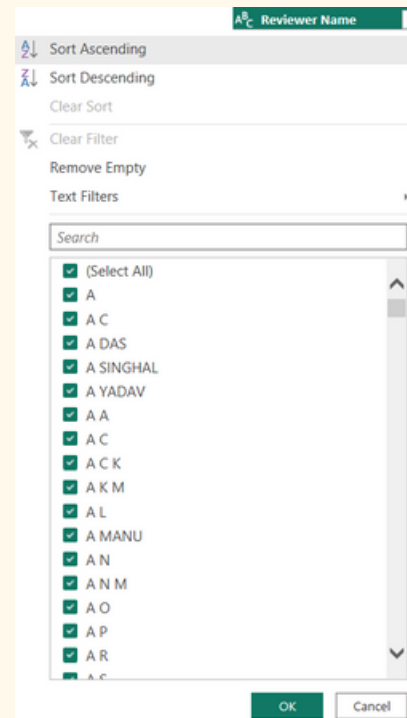 ABC Reviewer Name
Sort Ascending
Sort Descending
Clear Sort
Clear Filter
Remove Empty
Text Filters
Search
(Select All)
A
A C
A DAS
A SINGHAL
A YADAV
A A
A C
A C K
A K M
A L
A MANU
A N
A N M
A O
A P
A R
A S
OK Cancel